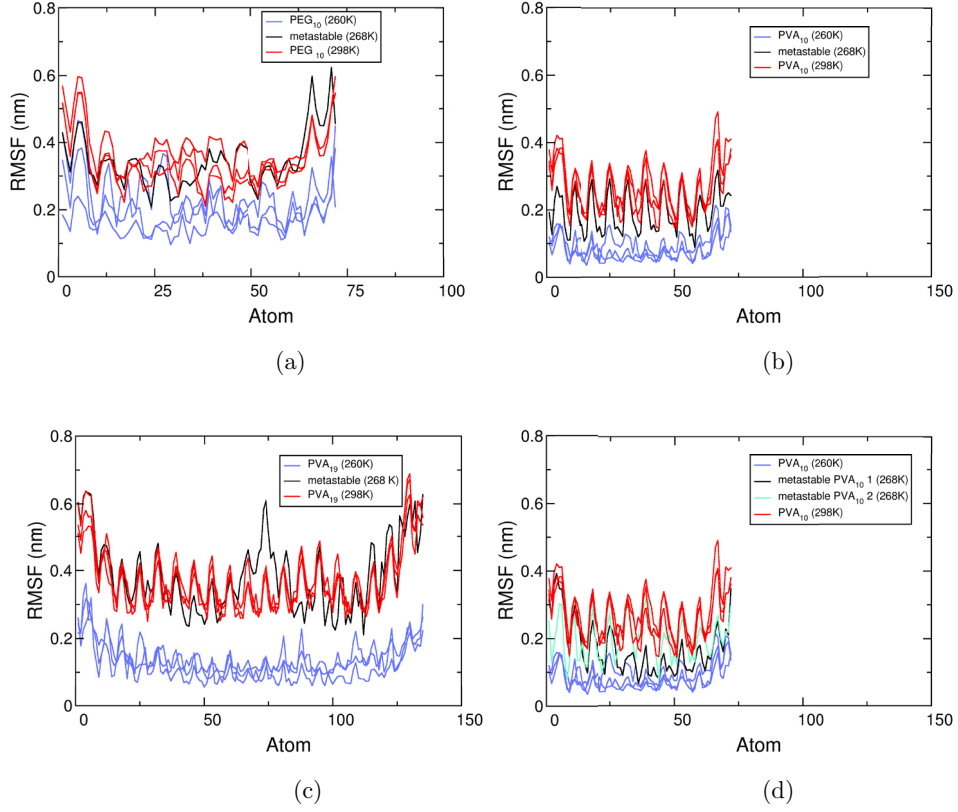 PEG10 (260K)
metastable (268K)
PEG 10 (298K)
0.8
0.6
0.4
0.2
0
RMSF (nm)
0 25 50 75 100
Atom
(a)
PVA10 (260K)
metastable (268K)
PVA10 (298K)
0.8
0.6
0.4
0.2
0
RMSF (nm)
0 50 100 150
Atom
(b)
PVA19 (260K)
metastable (268 K)
PVA19 (298K)
0.8
0.6
0.4
0.2
0
RMSF (nm)
0 50 100 150
Atom
(c)
PVA10 (260K)
metastable PVA10 1 (268K)
metastable PVA10 2 (268K)
PVA10 (298K)
0.8
0.6
0.4
0.2
0
RMSF (nm)
0 50 100 150
Atom
(d)